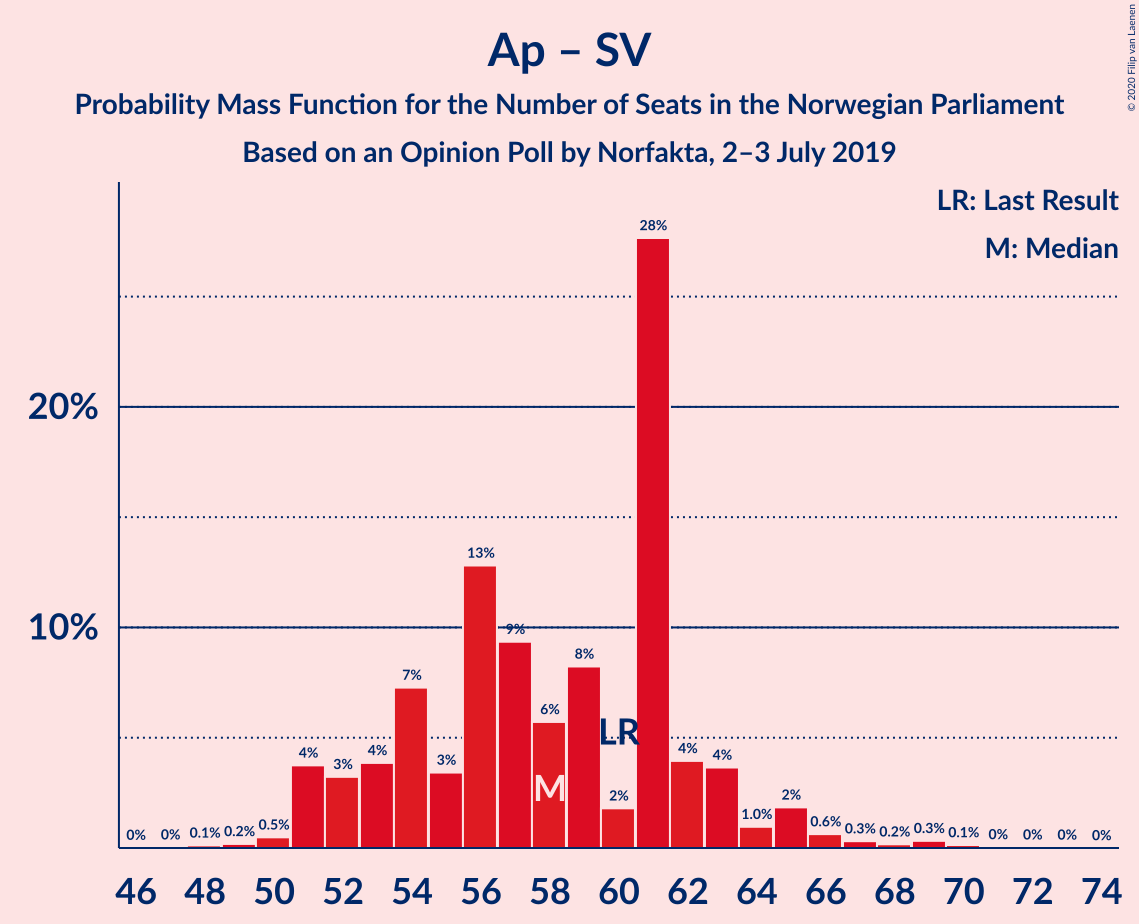 Ap – SV
Probability Mass Function for the Number of Seats in the Norwegian Parliament
Based on an Opinion Poll by Norfakta, 2–3 July 2019
© 2020 Filip van Laenen
LR: Last Result
M: Median
20%
10%
0% 0% 0.1% 0.2% 0.5% 4% 3% 4% 7% 3% 13% 9% 6% 8% 2% 28% 4% 4% 1.0% 2% 0.6% 0.3% 0.2% 0.3% 0.1% 0% 0% 0% 0%
LR
M
46 48 50 52 54 56 58 60 62 64 66 68 70 72 74